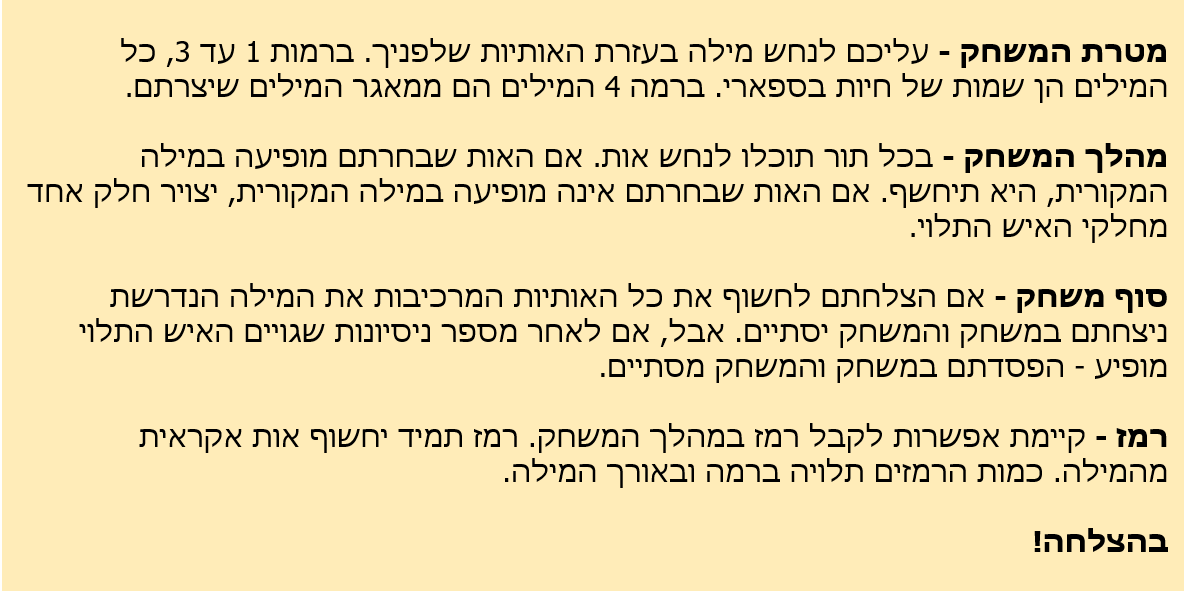 מטרת המשחק - עליכם לנחש מילה בעזרת האותיות שלפניך. ברמות 1 עד 3, כל
המילים הן שמות של חיות בספארי. ברמה 4 המילים הם ממאגר המילים שיצרתם.
מהלך המשחק - בכל תור תוכלו לנחש אות. אם האות שבחרתם מופיעה במילה
המקורית, היא תיחשף. אם האות שבחרתם אינה מופיעה במילה המקורית, יצויר חלק אחד
מחלקי האיש התלוי.
סוף משחק - אם הצלחתם לחשוף את כל האותיות המרכיבות את המילה הנדרשת
ניצחתם במשחק והמשחק יסתיים. אבל, אם לאחר מספר ניסיונות שגויים האיש התלוי
מופיע - הפסדתם במשחק והמשחק מסתיים.
רמז - קיימת אפשרות לקבל רמז במהלך המשחק. רמז תמיד יחשוף אות אקראית
מהמילה. כמות הרמזים תלויה ברמה ובאורך המילה.
בהצלחה!